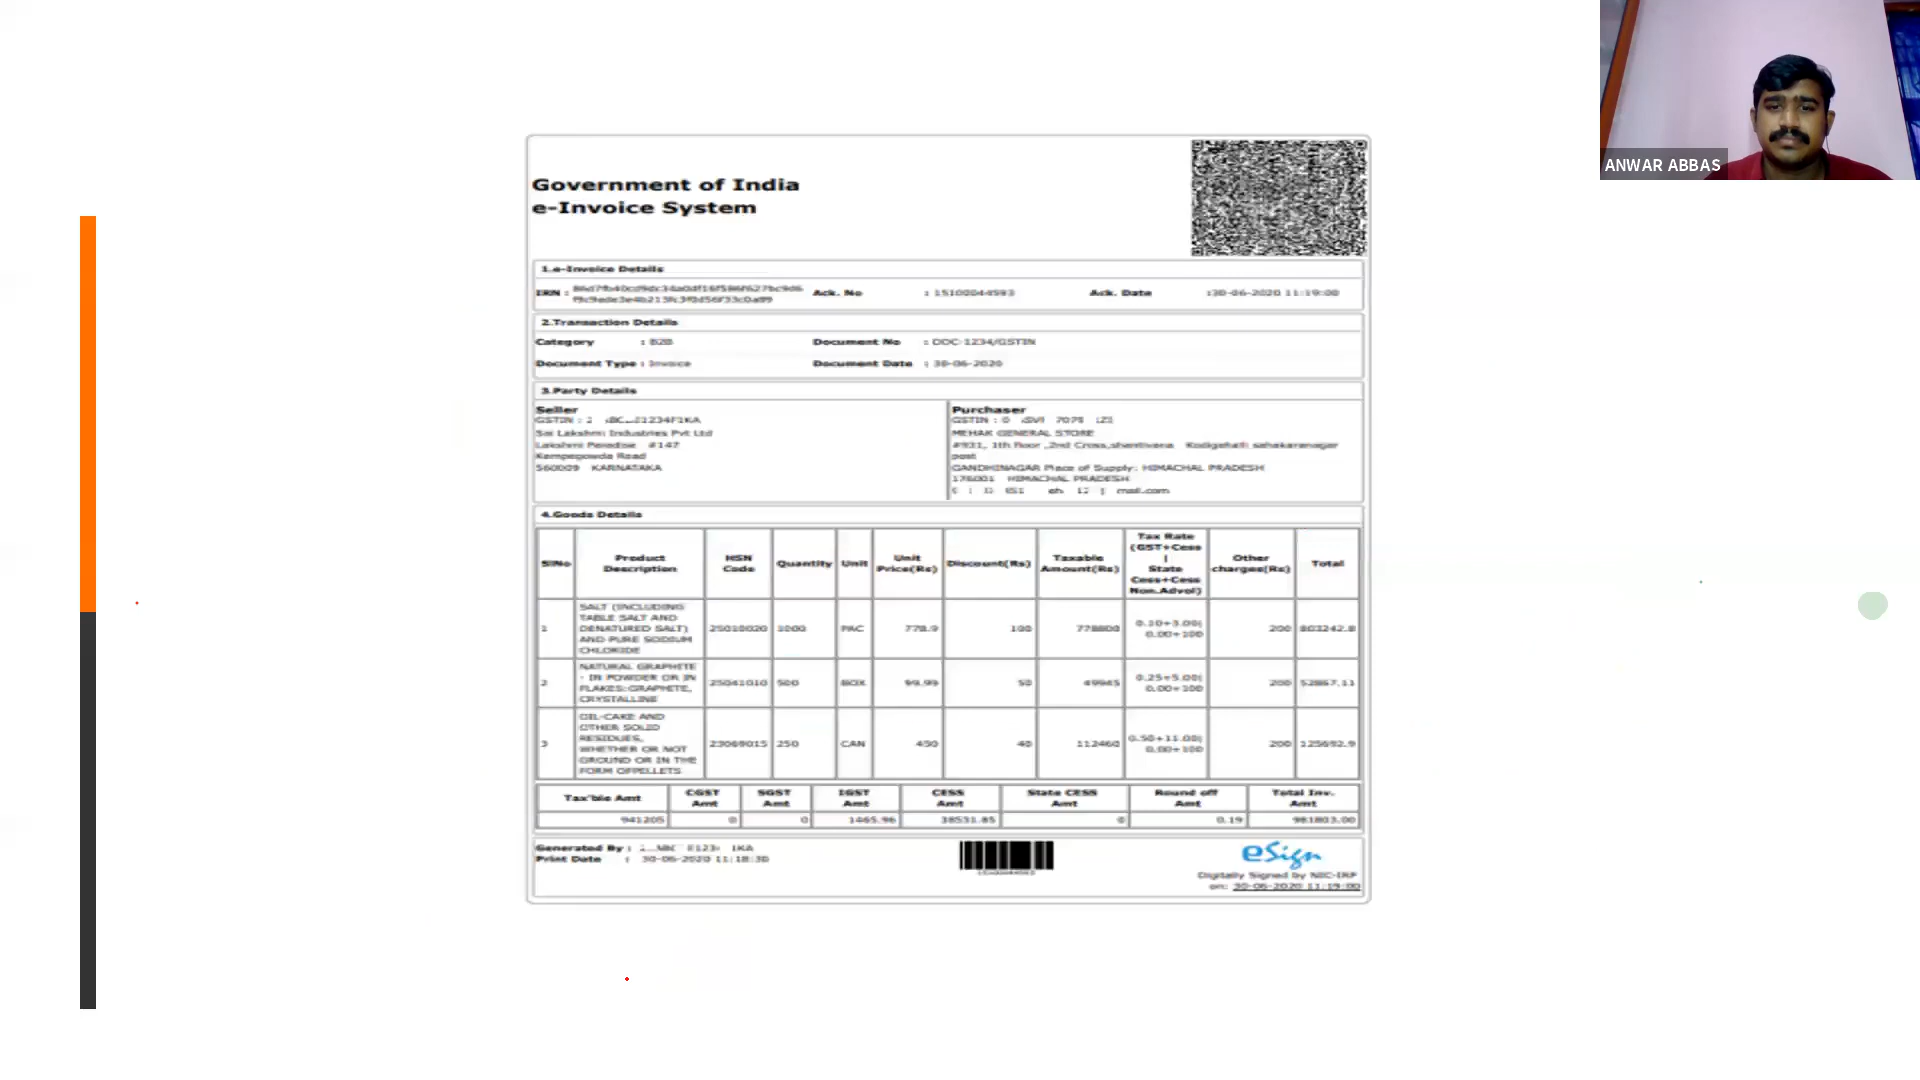 ANWAR ABBAS
Government of India
e-Invoice System
1.e-Invoice Details
IRN :
Ack. No : 15100044593 Ack. Date :30-06-2020 11:19:00
2.Transaction Details
Category : B2B Document No : DOC-1234/GSTIN
Document Type : Invoice Document Date : 30-06-2020
3.Party Details
Seller
GSTIN :
Sai Lakshmi Industries Pvt Ltd
Lakshmi Paradise #147
Kempegowda Road
560009 KARNATAKA
Purchaser
GSTIN :
MEHAK GENERAL STORE
#931, 1th floor ,2nd Cross,shantivana Kodigehalli sahakaranagar
post
GANDHINAGAR Place of Supply: HIMACHAL PRADESH
176001 HIMACHAL PRADESH
mail.com
4.Goods Details
SlNo Product Description HSN Code Quantity Unit Unit Price(Rs) Discount(Rs) Taxable Amount(Rs) Tax Rate (GST+Cess | State Cess+Cess Non.Advol) Other charges(Rs) Total
1 SALT (INCLUDING TABLE SALT AND DENATURED SALT) AND PURE SODIUM CHLORIDE 25010020 1000 PAC 778.9 100 778800 0.10+3.00| 0.00+100 200 803242.8
2 NATURAL GRAPHITE - IN POWDER OR IN FLAKES:GRAPHITE, CRYSTALLINE 25041010 500 BOX 99.99 50 49945 0.25+5.00| 0.00+100 200 52867.11
3 OIL-CAKE AND OTHER SOLID RESIDUES, WHETHER OR NOT GROUND OR IN THE FORM OFPELLETS 23069015 250 CAN 450 40 112460 0.50+11.00| 0.00+100 200 125692.9
Tax'ble Amt CGST Amt SGST Amt IGST Amt CESS Amt State CESS Amt Round off Amt Total Inv. Amt
941205 0 0 1465.96 38531.85 0 0.19 981803.00
Generated By :
Print Date : 30-06-2020 11:18:30
eSign
Digitally Signed by NIC-IRP
on: 30-06-2020 11:19:00